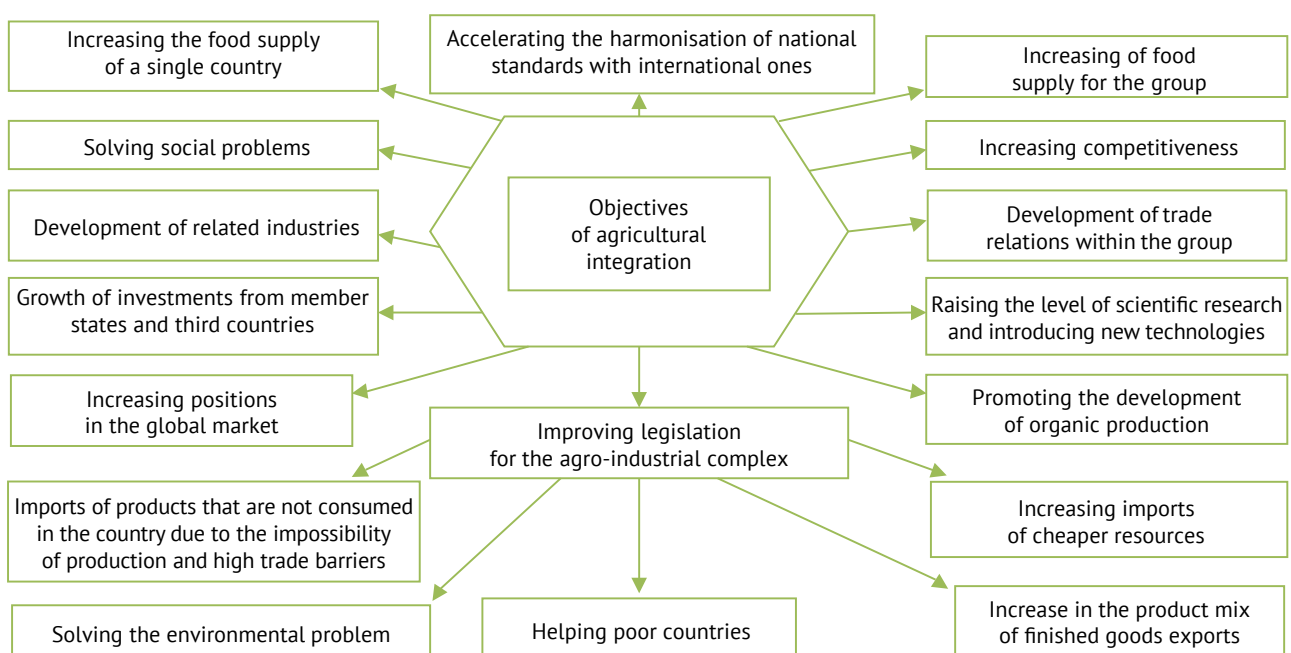 Increasing the food supply
of a single country
Accelerating the harmonisation of national
standards with international ones
Increasing of food
supply for the group
Solving social problems
Increasing competitiveness
Objectives
of agricultural
integration
Development of related industries
Development of trade
relations within the group
Growth of investments from member
states and third countries
Raising the level of scientific research
and introducing new technologies
Increasing positions
in the global market
Improving legislation
for the agro-industrial complex
Promoting the development
of organic production
Imports of products that are not consumed
in the country due to the impossibility
of production and high trade barriers
Increasing imports
of cheaper resources
Solving the environmental problem
Helping poor countries
Increase in the product mix
of finished goods exports